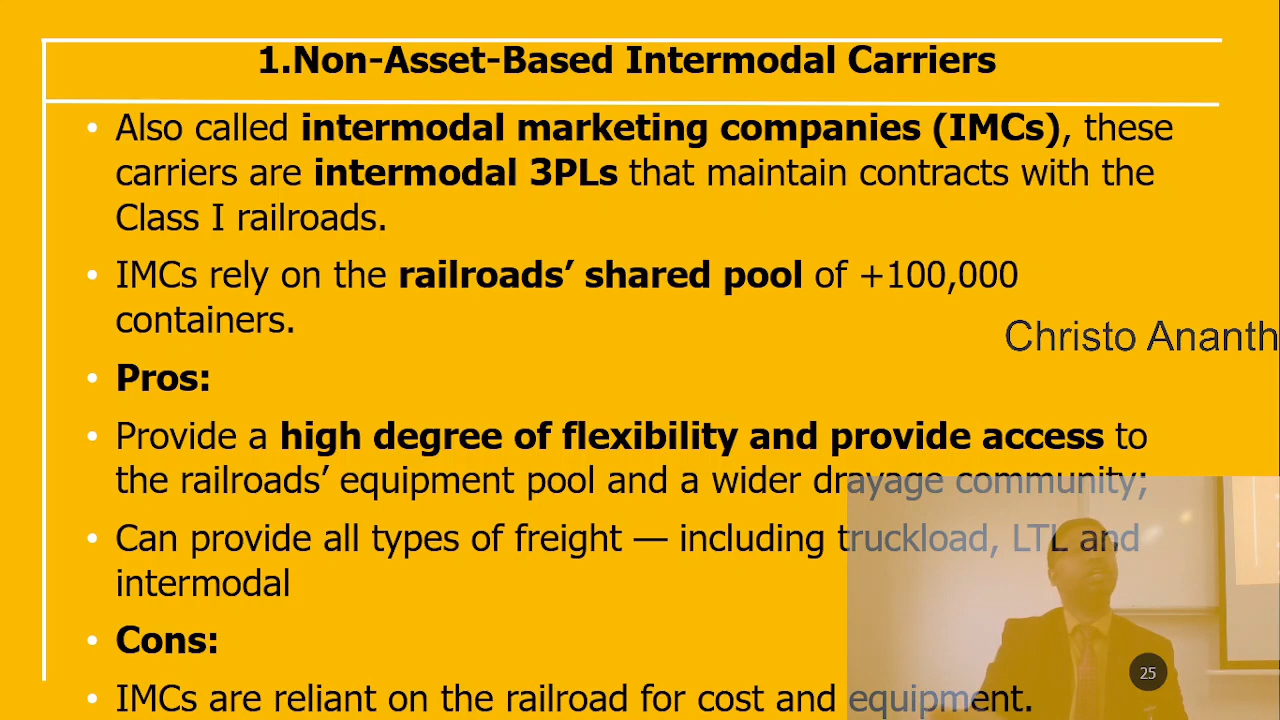 1.Non-Asset-Based Intermodal Carriers
Also called intermodal marketing companies (IMCs), these
carriers are intermodal 3PLs that maintain contracts with the
Class I railroads.
IMCs rely on the railroads’ shared pool of +100,000
containers.
Christo Ananth
Pros:
Provide a high degree of flexibility and provide access to
the railroads’ equipment pool and a wider drayage community;
Can provide all types of freight — including truckload, LTL and
intermodal
Cons:
IMCs are reliant on the railroad for cost and equipment.
25